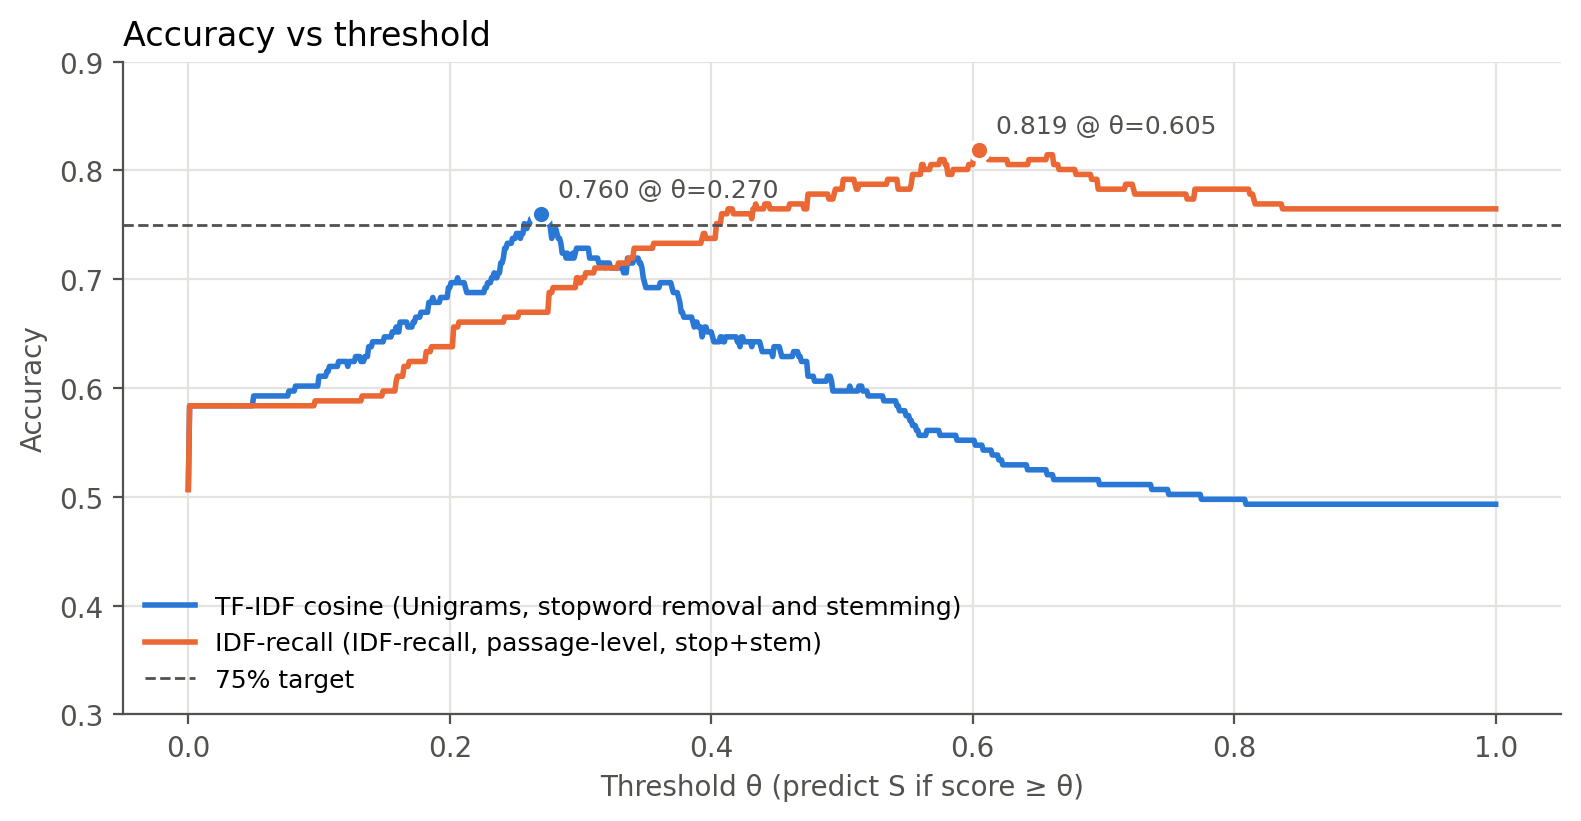 Accuracy vs threshold
0.9
0.8
0.7
0.6
0.5
0.4
0.3
Accuracy
0.819 @ θ=0.605
0.760 @ θ=0.270
TF-IDF cosine (Unigrams, stopword removal and stemming)
IDF-recall (IDF-recall, passage-level, stop+stem)
75% target
0.0 0.2 0.4 0.6 0.8 1.0
Threshold θ (predict S if score ≥ θ)